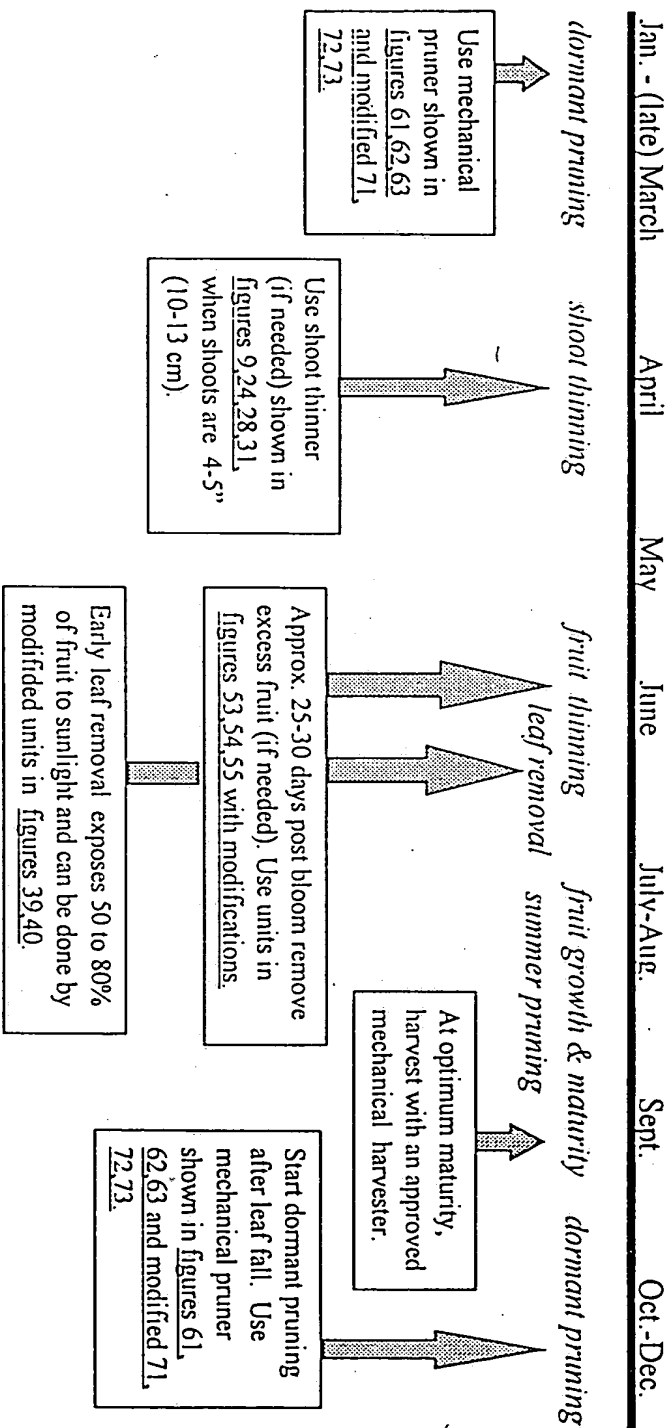 Jan. - (late) March April May June July-Aug. Sept. Oct.-Dec.
dormant pruning shoot thinning fruit thinning fruit growth & maturity dormant pruning
leaf removal summer pruning
Use mechanical
pruner shown in
figures 61,62,63
and modified 71,
72,73.
Use shoot thinner
(if needed) shown in
figures 9,24,28,31,
when shoots are 4-5"
(10-13 cm).
Approx. 25-30 days post bloom remove
excess fruit (if needed). Use units in
figures 53,54,55 with modifications.
Early leaf removal exposes 50 to 80%
of fruit to sunlight and can be done by
modifided units in figures 39,40.
At optimum maturity,
harvest with an approved
mechanical harvester.
Start dormant pruning
after leaf fall. Use
mechanical pruner
shown in figures 61,
62,63 and modified 71,
72,73.